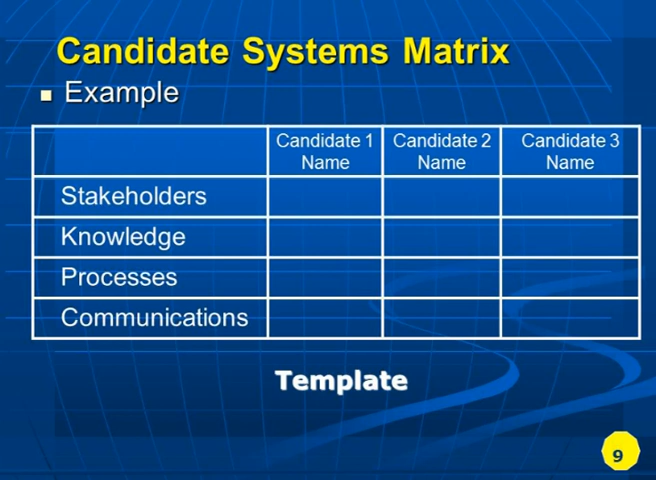 Candidate Systems Matrix
Example
Candidate 1 Name
Candidate 2 Name
Candidate 3 Name
Stakeholders
Knowledge
Processes
Communications
Template
9